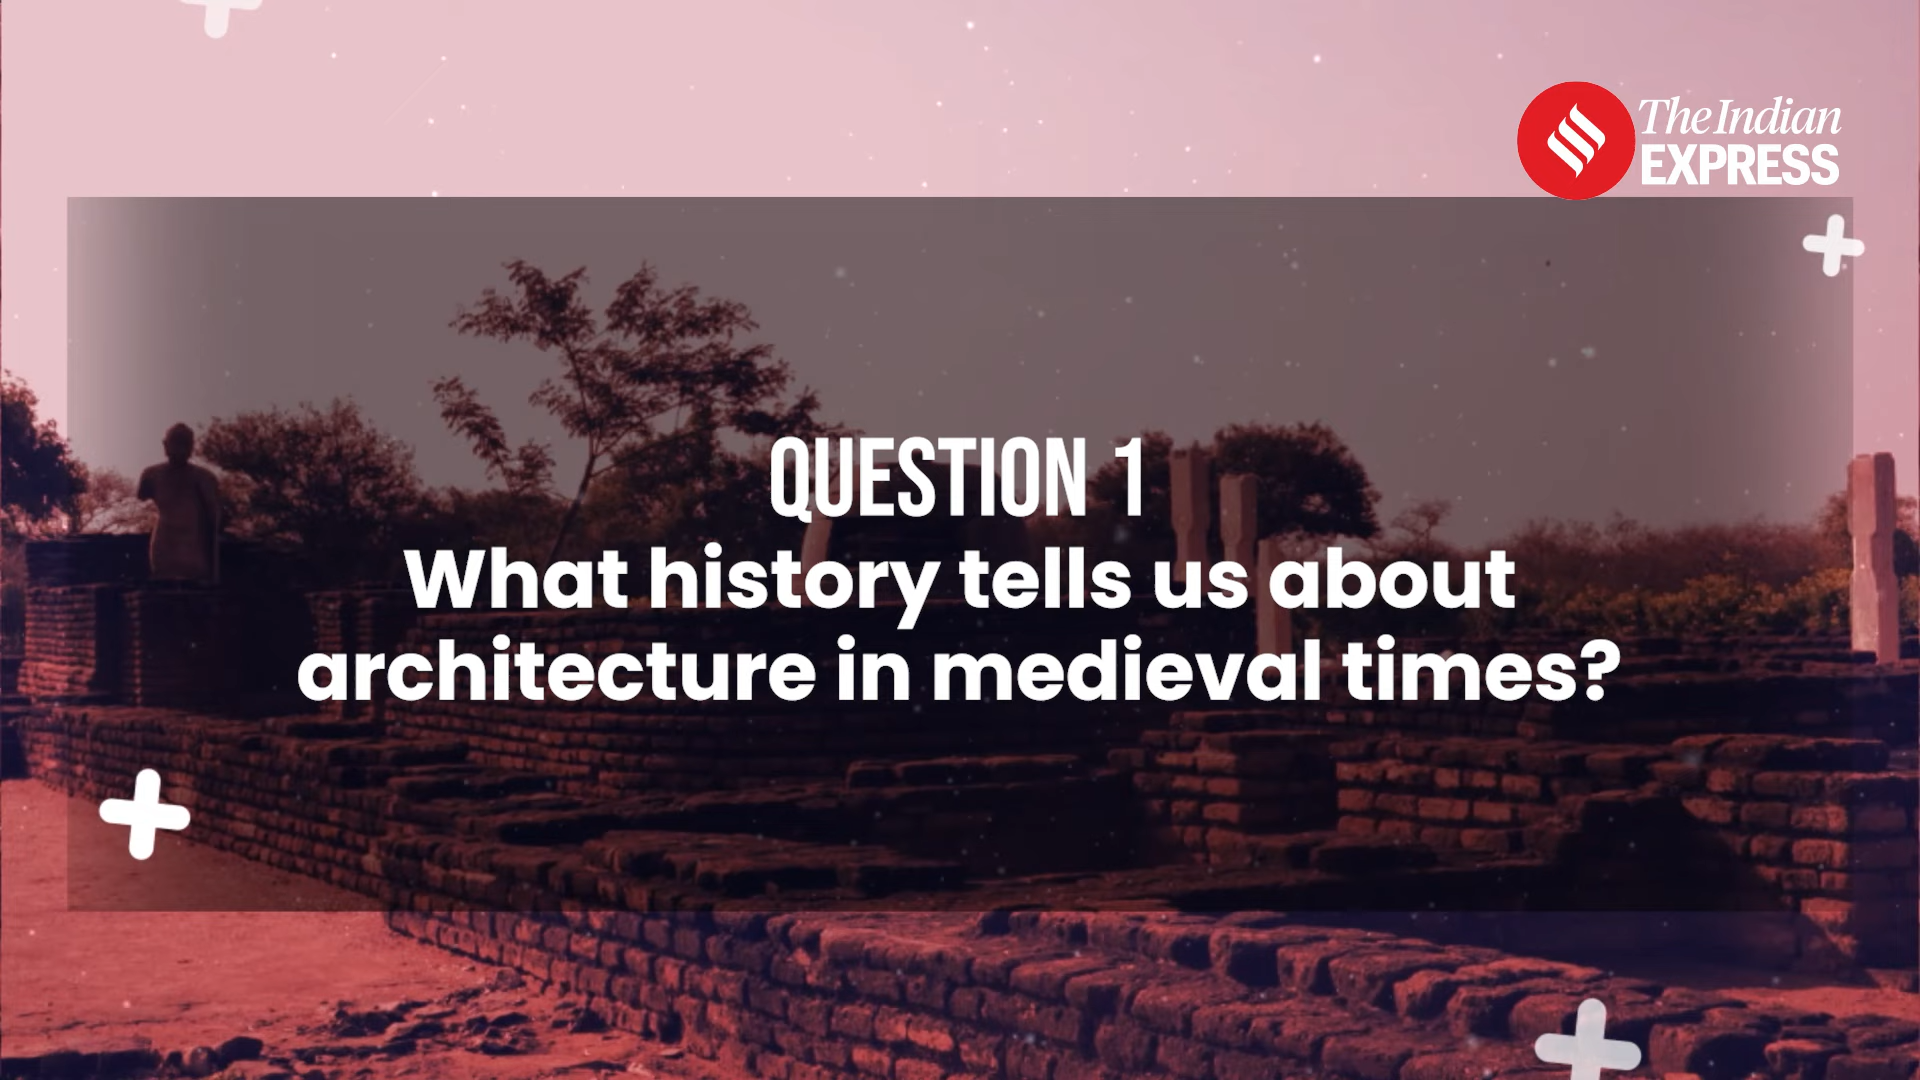 The Indian
EXPRESS
QUESTION 1
What history tells us about
architecture in medieval times?